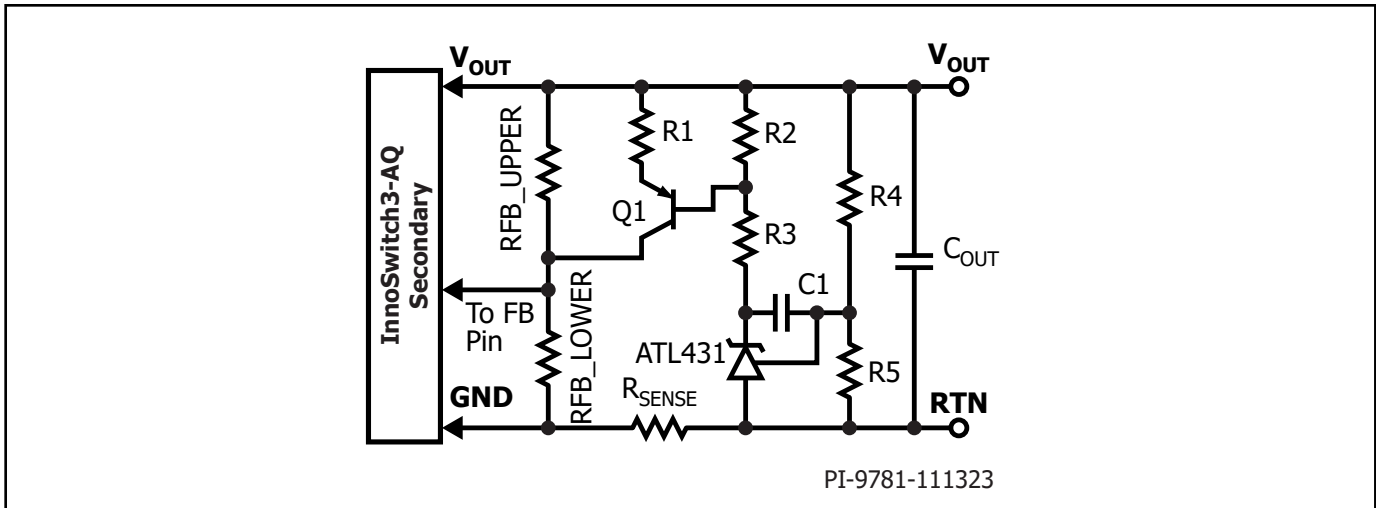 VOUT
VOUT
InnoSwitch3-AQ
Secondary
RFB_UPPER
R1
R2
R4
Q1
R3
COUT
To FB
Pin
C1
RFB_LOWER
ATL431
R5
RSENSE
GND
RTN
PI-9781-111323